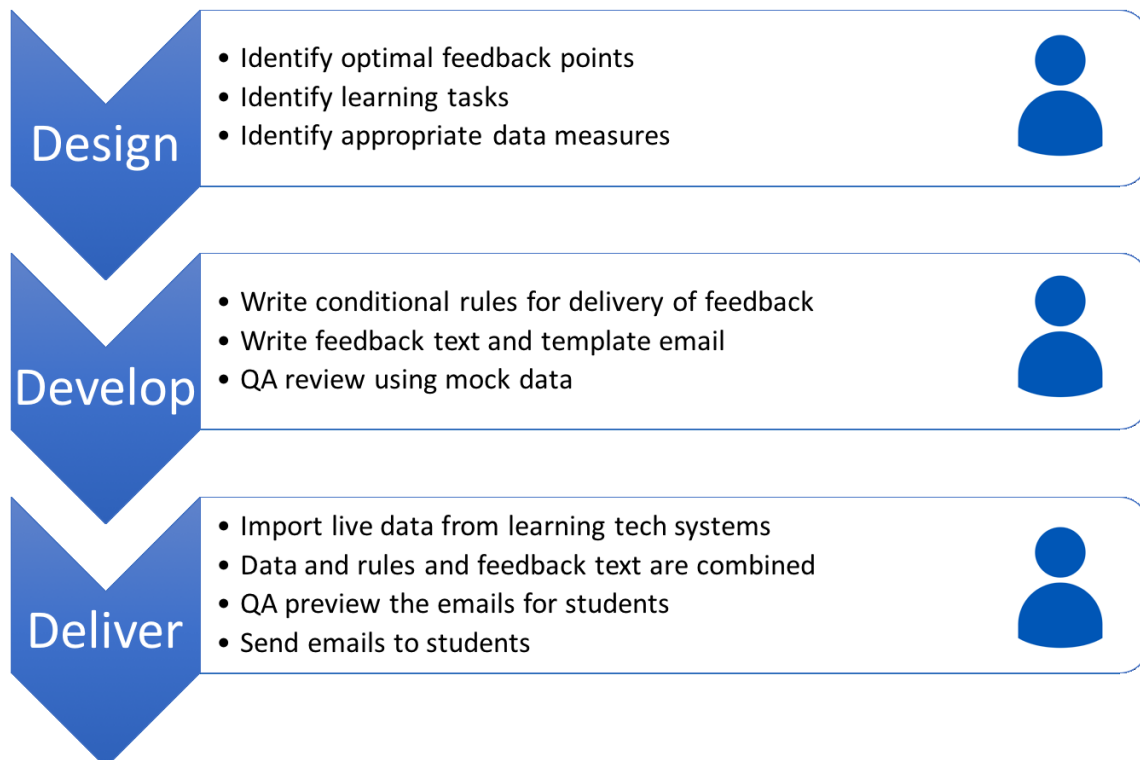 Design
• Identify optimal feedback points
• Identify learning tasks
• Identify appropriate data measures
Develop
• Write conditional rules for delivery of feedback
• Write feedback text and template email
• QA review using mock data
Deliver
• Import live data from learning tech systems
• Data and rules and feedback text are combined
• QA preview the emails for students
• Send emails to students